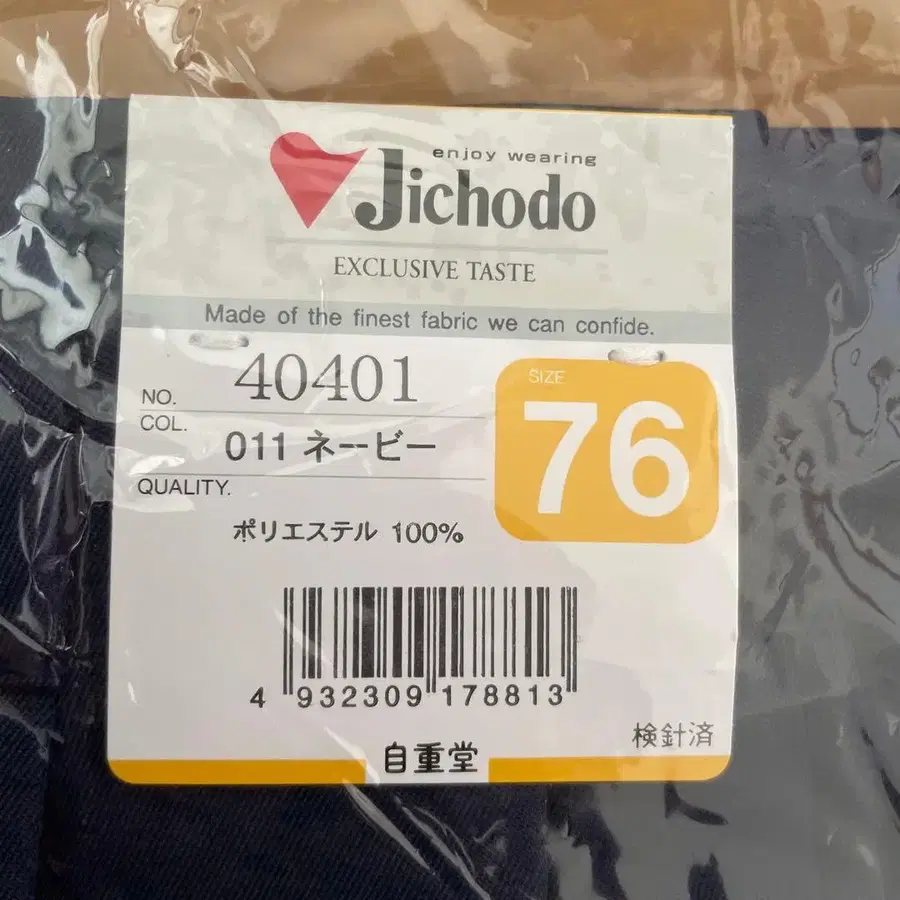 enjoy wearing
Jichodo
EXCLUSIVE TASTE
Made of the finest fabric we can confide.
NO. 40401
COL. 011 ネービー
SIZE
76
QUALITY.
ポリエステル 100%
4 932309 178813
検針済
自重堂